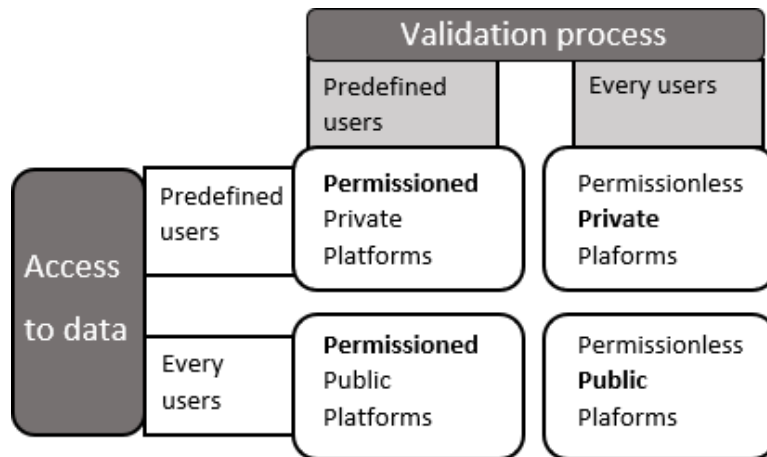 Validation process
Predefined
users
Every users
Access
to data
Predefined
users
Permissioned
Private
Platforms
Permissionless
Private
Plaforms
Every
users
Permissioned
Public
Platforms
Permissionless
Public
Plaforms